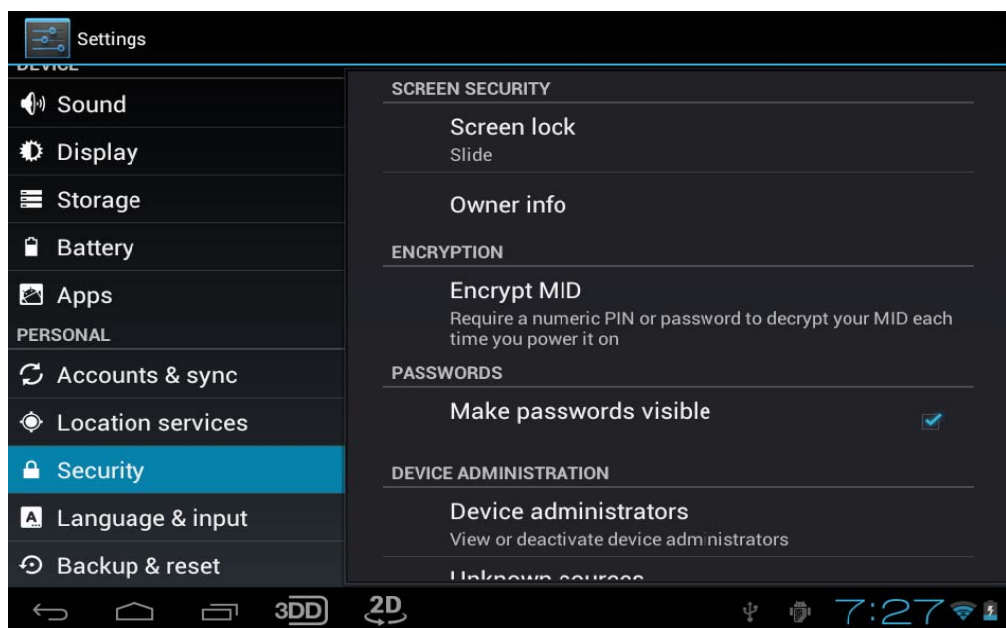 Settings
DEVICE
Sound
Display
Storage
Battery
Apps
PERSONAL
Accounts & sync
Location services
Security
Language & input
Backup & reset
SCREEN SECURITY
Screen lock
Slide
Owner info
ENCRYPTION
Encrypt MID
Require a numeric PIN or password to decrypt your MID each
time you power it on
PASSWORDS
Make passwords visible
DEVICE ADMINISTRATION
Device administrators
View or deactivate device administrators
Unknown sources
3DD
2D
7:27